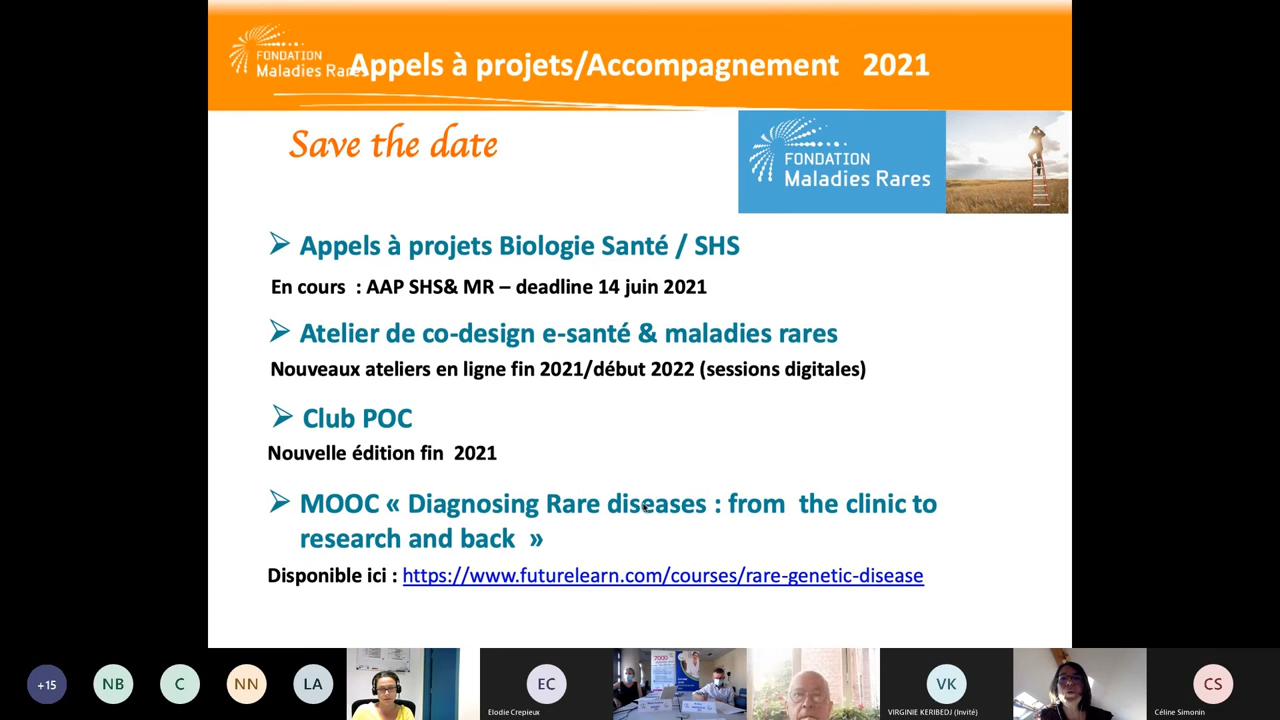 FONDATION
Maladies Rares
Appels à projets/Accompagnement 2021
Save the date
FONDATION
Maladies Rares
➢ Appels à projets Biologie Santé / SHS
En cours : AAP SHS& MR – deadline 14 juin 2021
➢ Atelier de co-design e-santé & maladies rares
Nouveaux ateliers en ligne fin 2021/début 2022 (sessions digitales)
➢ Club POC
Nouvelle édition fin 2021
➢ MOOC « Diagnosing Rare diseases : from the clinic to
research and back »
Disponible ici : https://www.futurelearn.com/courses/rare-genetic-disease
+15
NB
C
NN
LA
EC
Elodie Crepieux
7000
VK
VIRGINIE KERIBEDJ (Invité)
CS
Céline Simonin